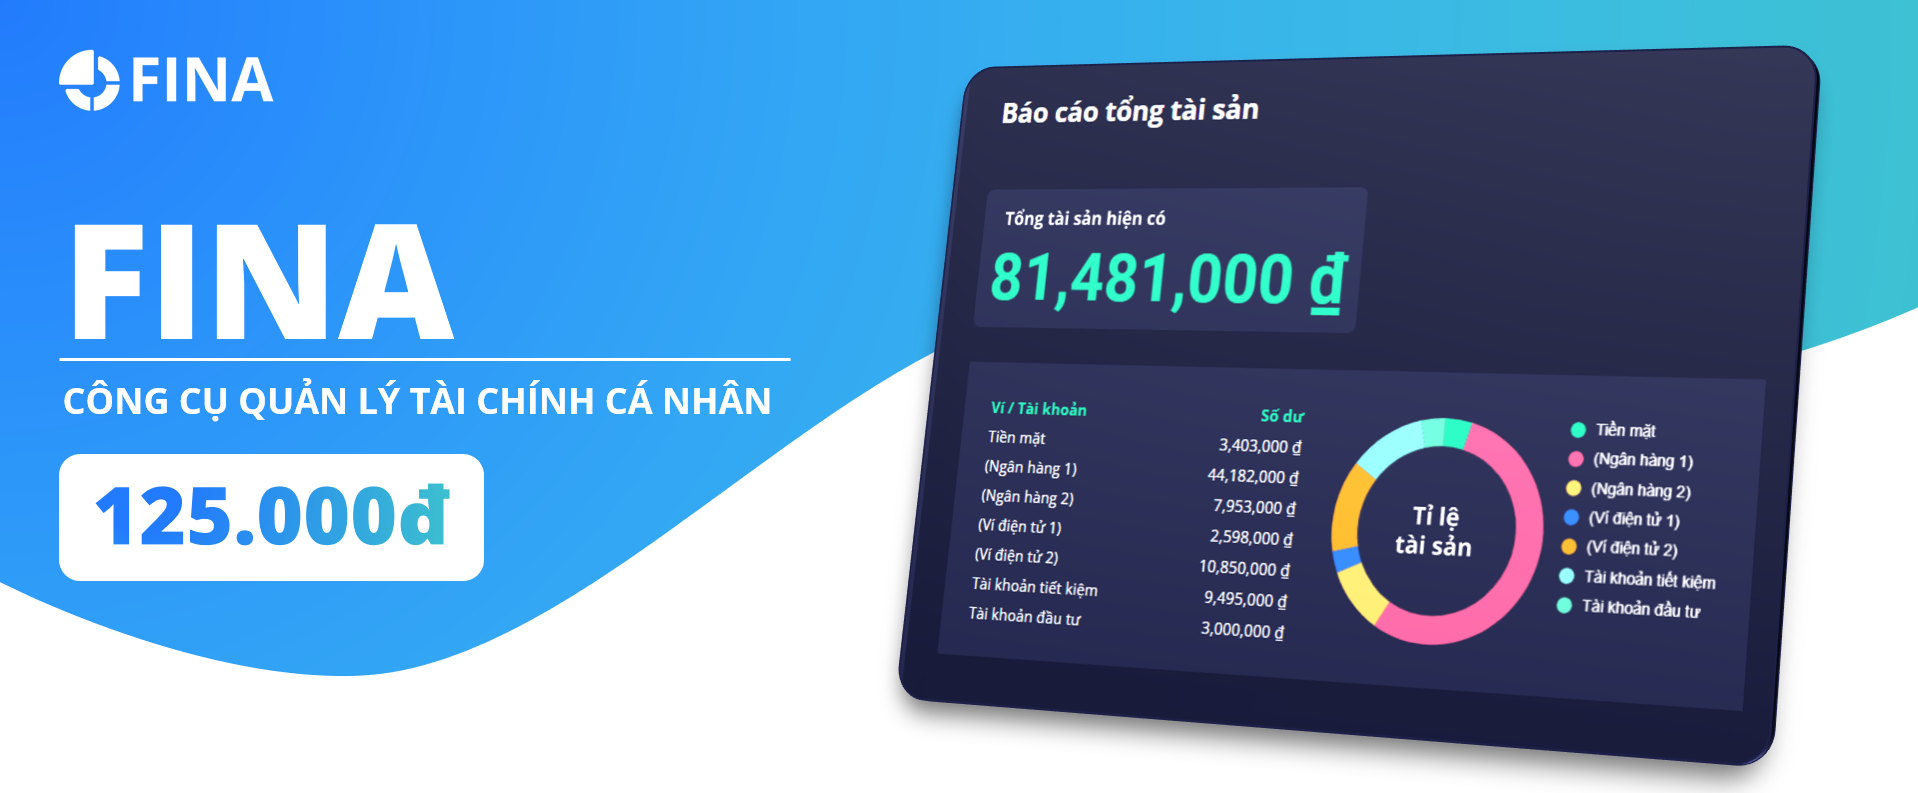 FINA
FINA
CÔNG CỤ QUẢN LÝ TÀI CHÍNH CÁ NHÂN
125.000đ
Báo cáo tổng tài sản
Tổng tài sản hiện có
81,481,000 ₫
Ví / Tài khoản Số dư
Tiền mặt 3,403,000 ₫
(Ngân hàng 1) 44,182,000 ₫
(Ngân hàng 2) 7,953,000 ₫
(Ví điện tử 1) 2,598,000 ₫
(Ví điện tử 2) 10,850,000 ₫
Tài khoản tiết kiệm 9,495,000 ₫
Tài khoản đầu tư 3,000,000 ₫
Tỉ lệ
tài sản
Tiền mặt
(Ngân hàng 1)
(Ngân hàng 2)
(Ví điện tử 1)
(Ví điện tử 2)
Tài khoản tiết kiệm
Tài khoản đầu tư